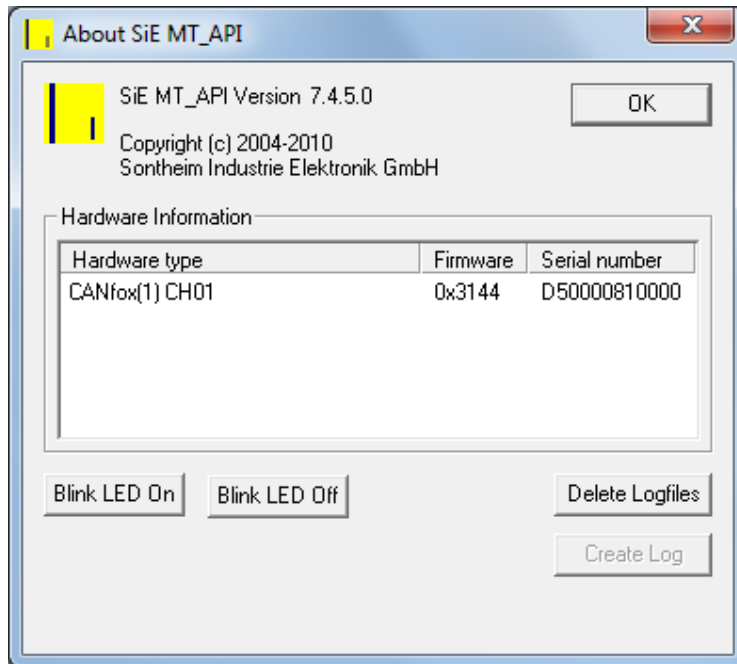 About SiE MT_API
SiE MT_API Version 7.4.5.0
OK
Copyright (c) 2004-2010
Sontheim Industrie Elektronik GmbH
Hardware Information
Hardware type Firmware Serial number
CANfox(1) CH01 0x3144 D50000810000
Blink LED On Blink LED Off Delete Logfiles
Create Log